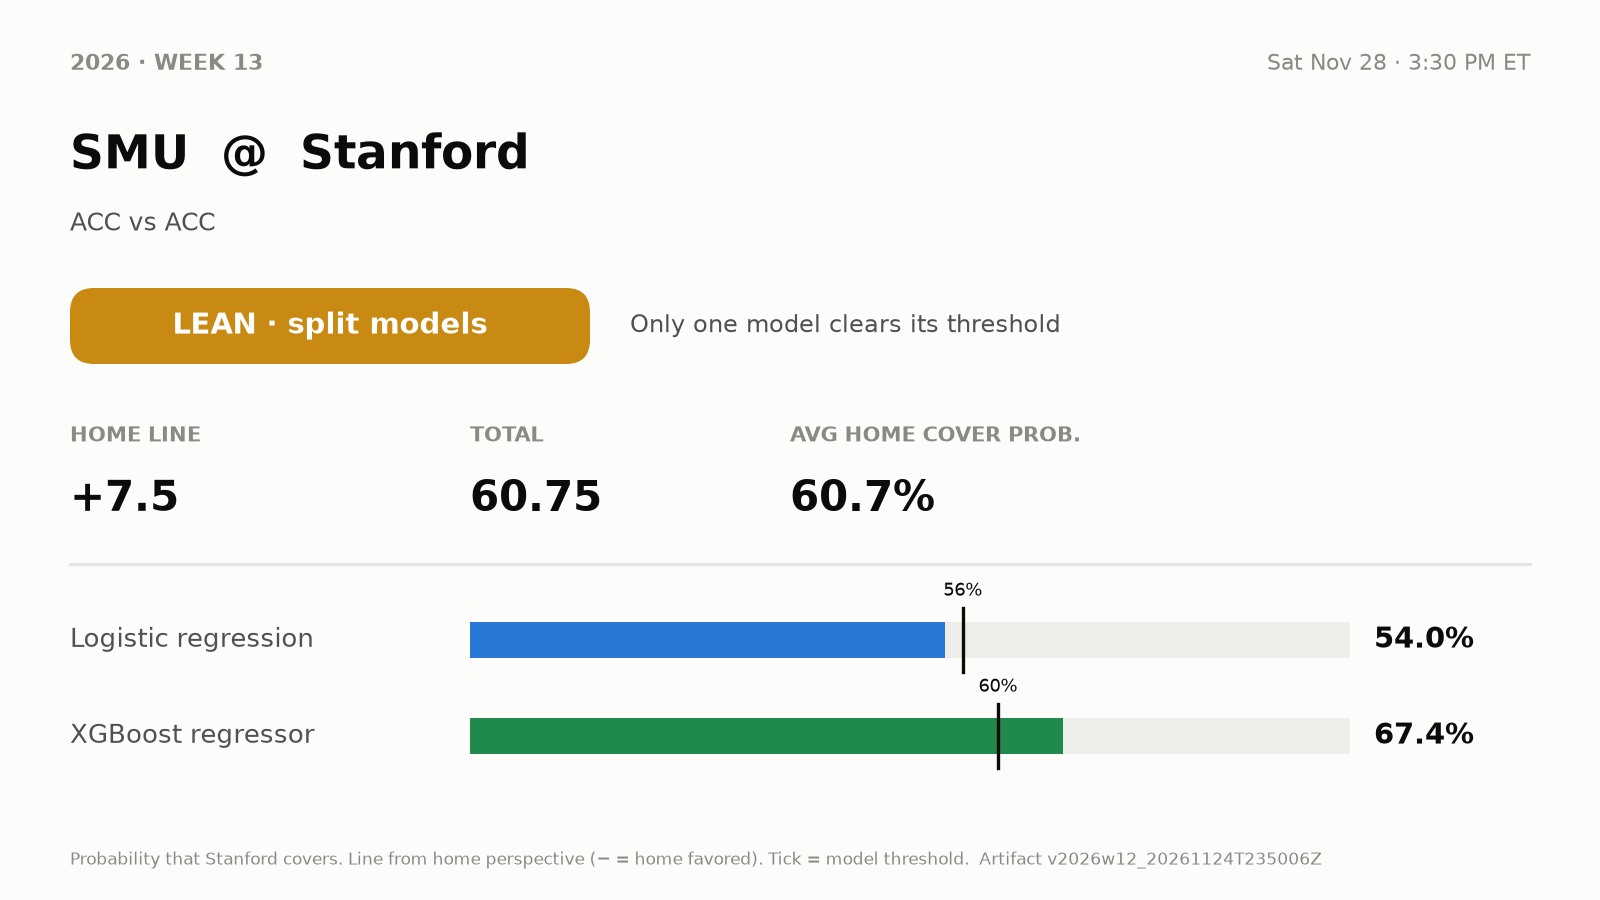 2026 · WEEK 13
Sat Nov 28 · 3:30 PM ET
SMU @ Stanford
ACC vs ACC
LEAN · split models
Only one model clears its threshold
HOME LINE
TOTAL
AVG HOME COVER PROB.
+7.5
60.75
60.7%
56%
Logistic regression
54.0%
60%
XGBoost regressor
67.4%
Probability that Stanford covers. Line from home perspective (− = home favored). Tick = model threshold. Artifact v2026w12_20261124T235006Z